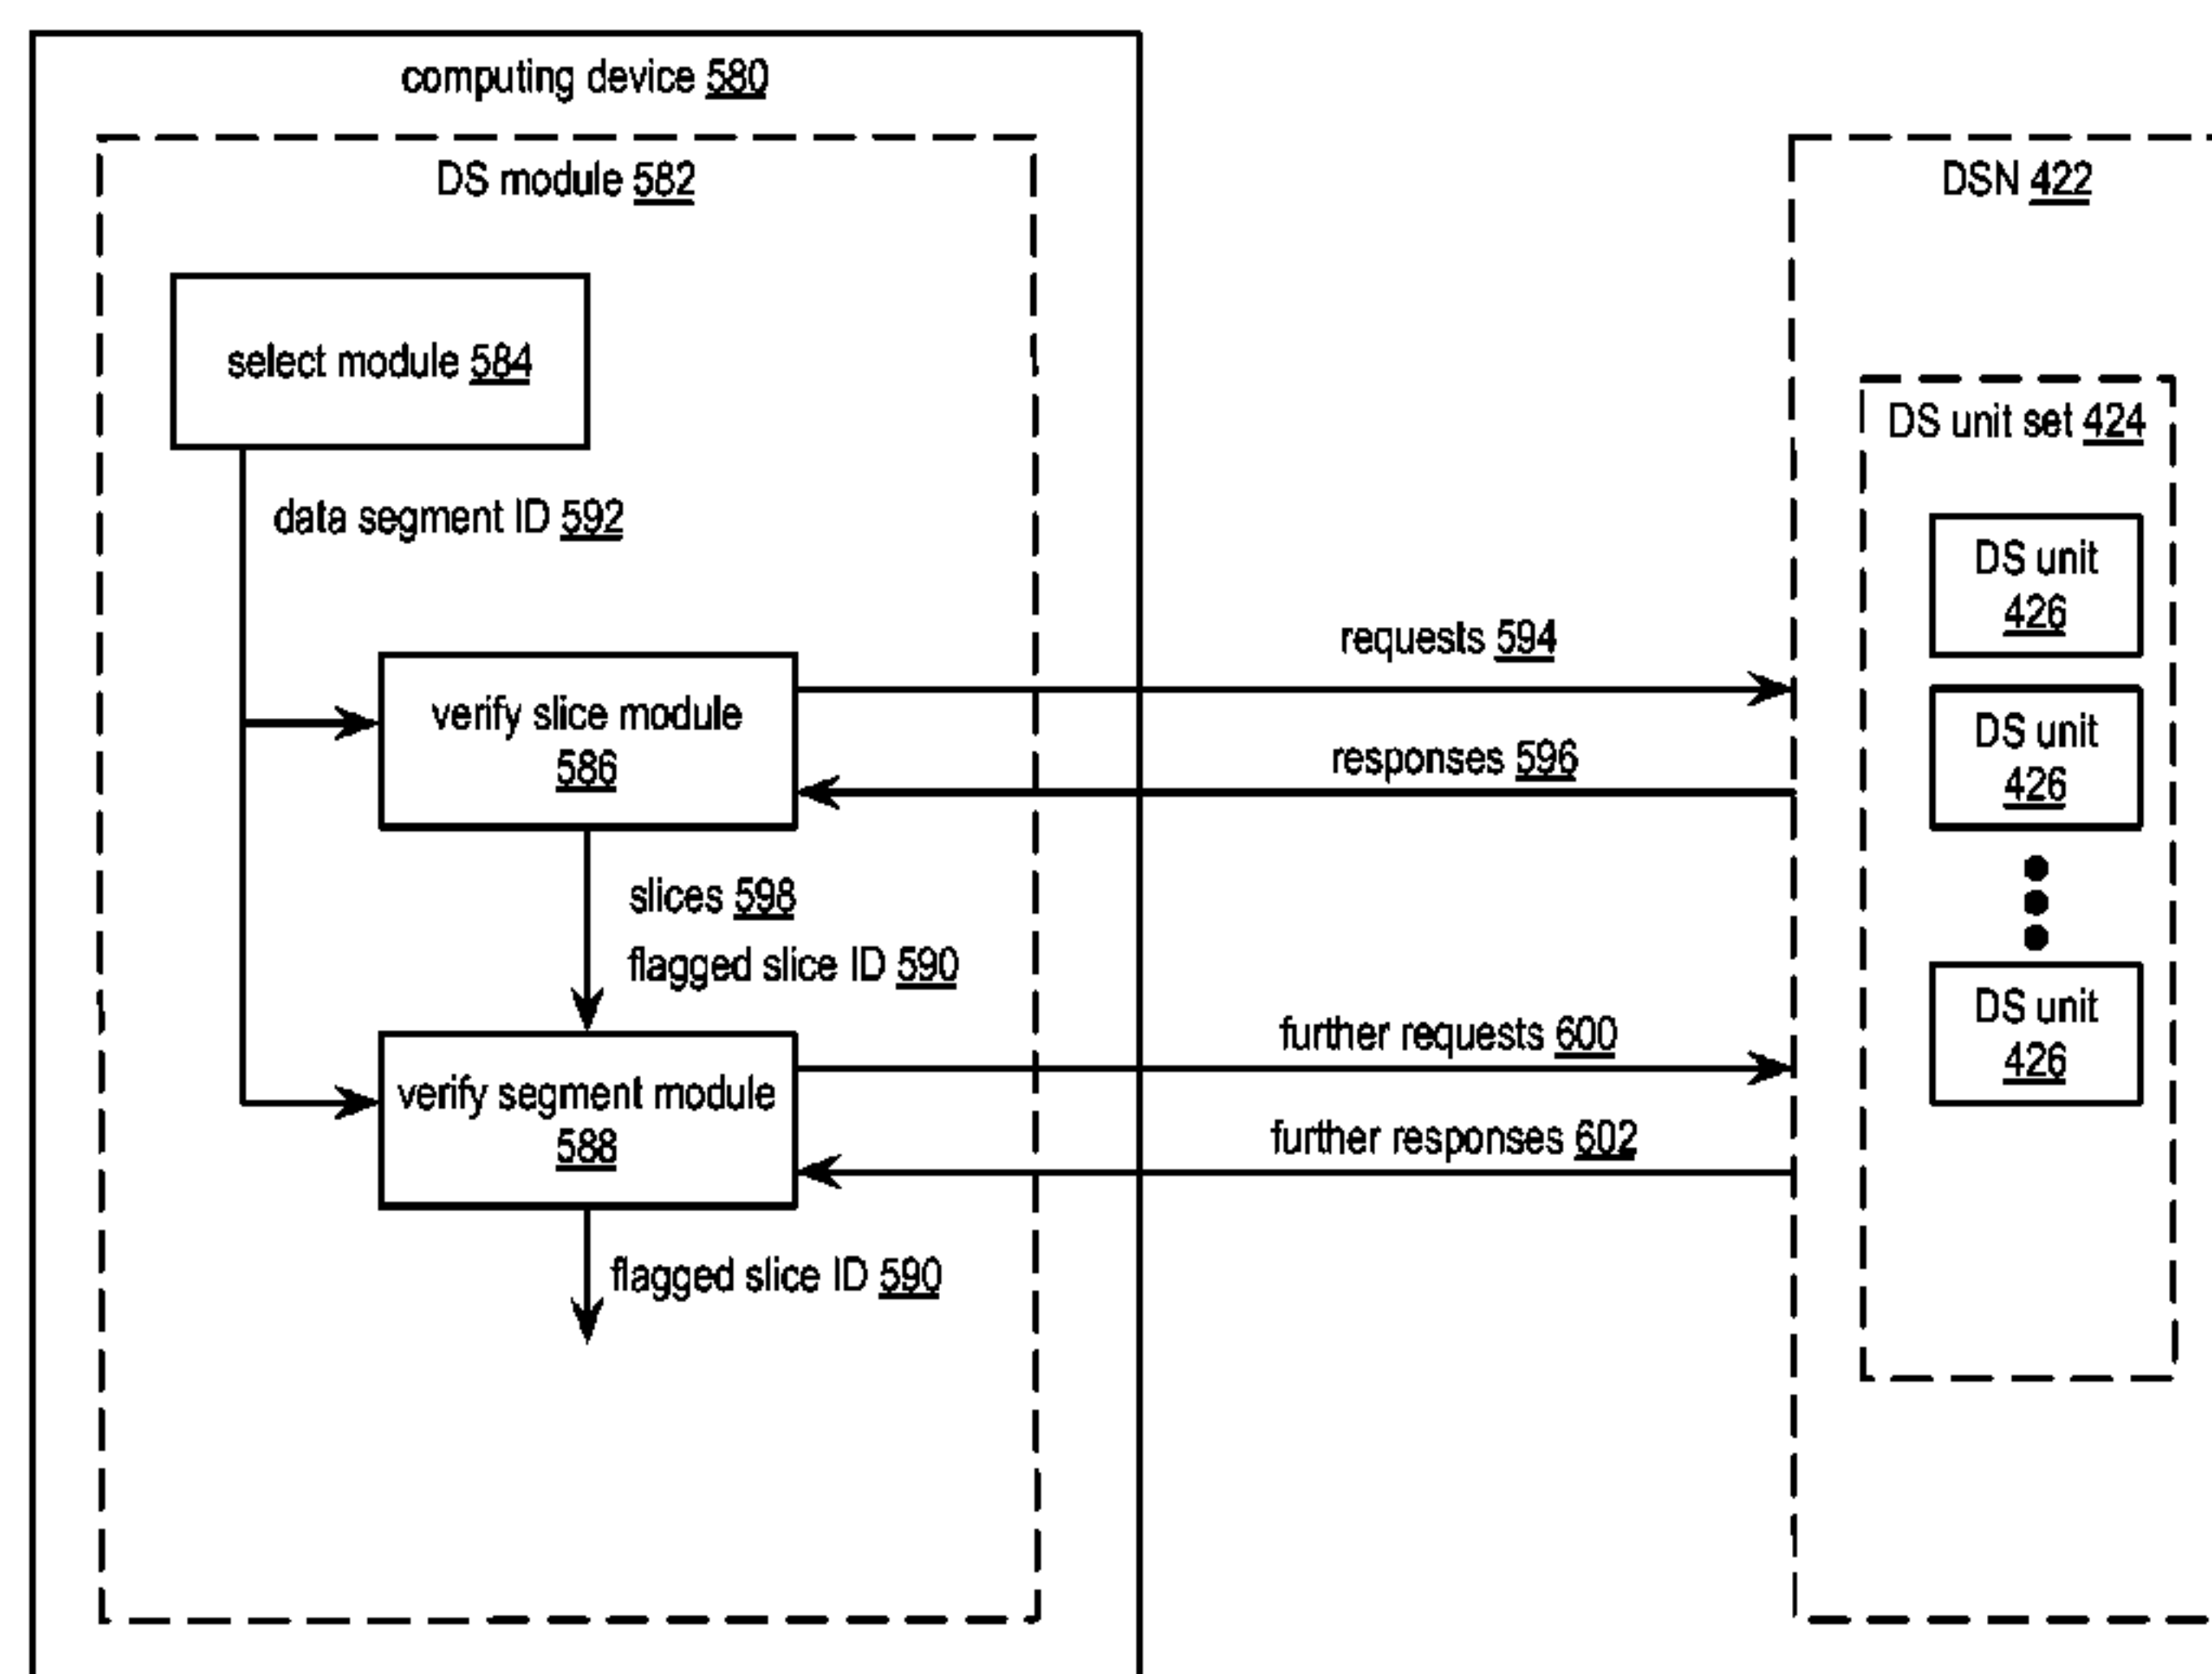 computing device 580
DS module 582
select module 584
data segment ID 592
verify slice module
586
slices 598
flagged slice ID 590
verify segment module
588
flagged slice ID 590
requests 594
responses 596
further requests 600
further responses 602
DSN 422
DS unit set 424
DS unit
426
DS unit
426
DS unit
426